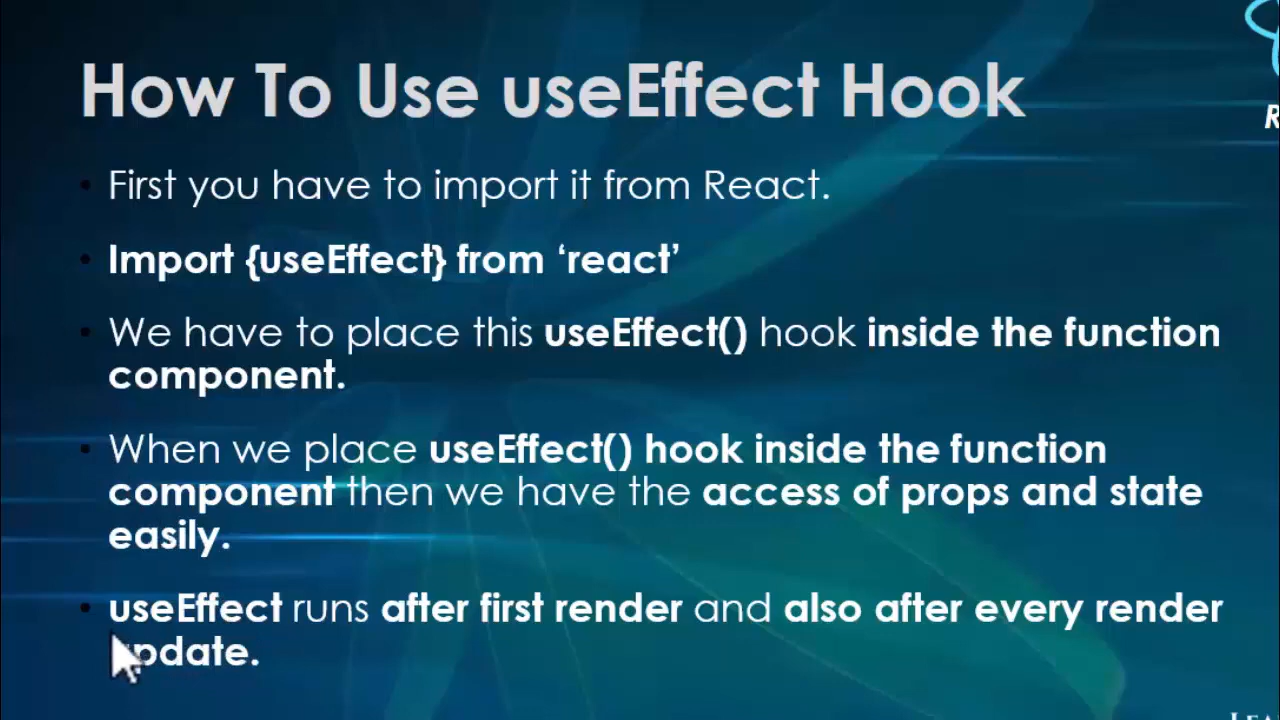 How To Use useEffect Hook
First you have to import it from React.
Import {useEffect} from ‘react’
We have to place this useEffect() hook inside the function
component.
When we place useEffect() hook inside the function
component then we have the access of props and state
easily.
useEffect runs after first render and also after every render
update.